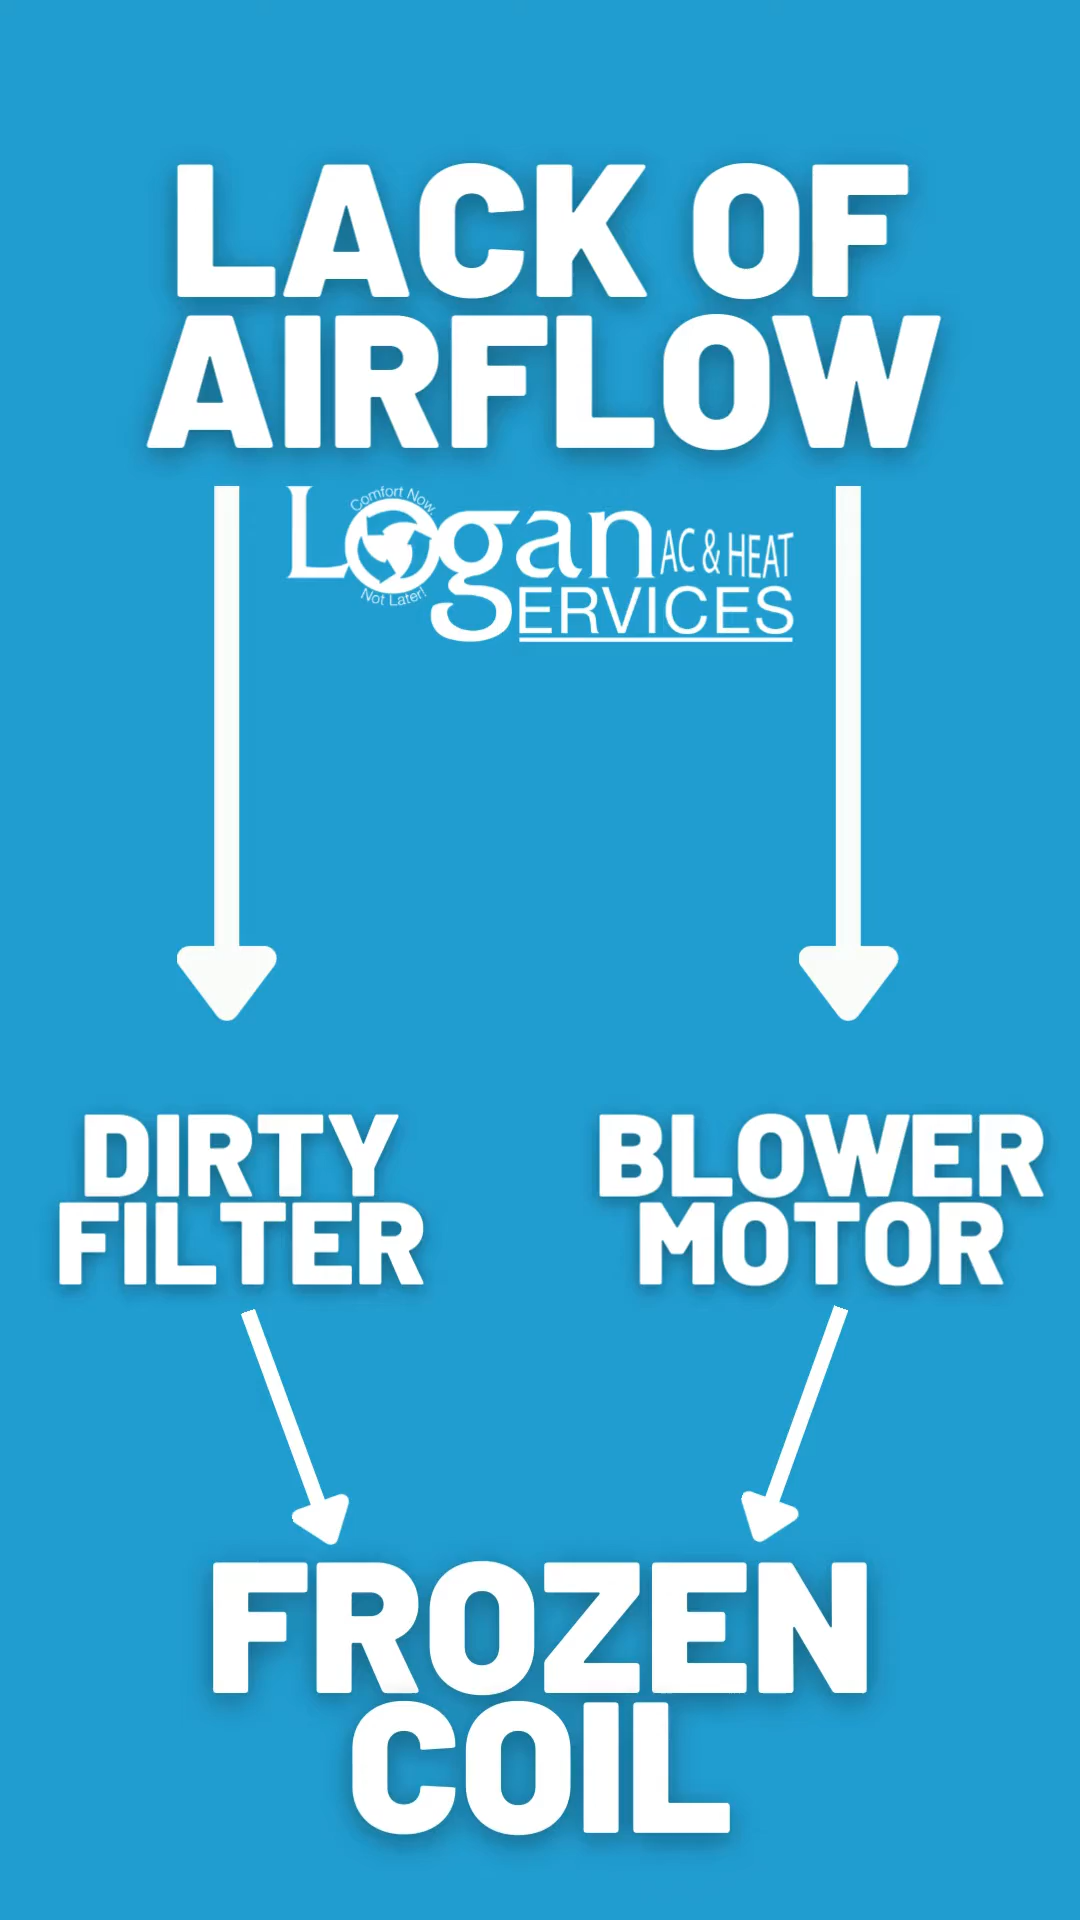 LACK OF
AIRFLOW
Comfort Now,
Logan AC & HEAT
Not Later!
SERVICES
DIRTY
FILTER
BLOWER
MOTOR
FROZEN
COIL